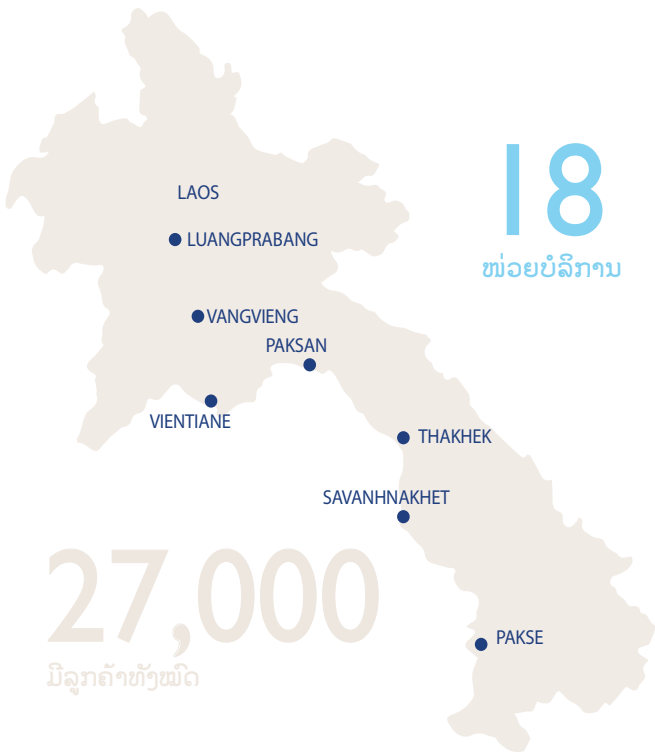 18
ໜ່ວຍບໍລິການ
LAOS
LUANGPRABANG
VANGVIENG
PAKSAN
VIENTIANE
THAKHEK
SAVANHNAKHET
27,000
ມີລູກຄ້າທັງໝົດ
PAKSE